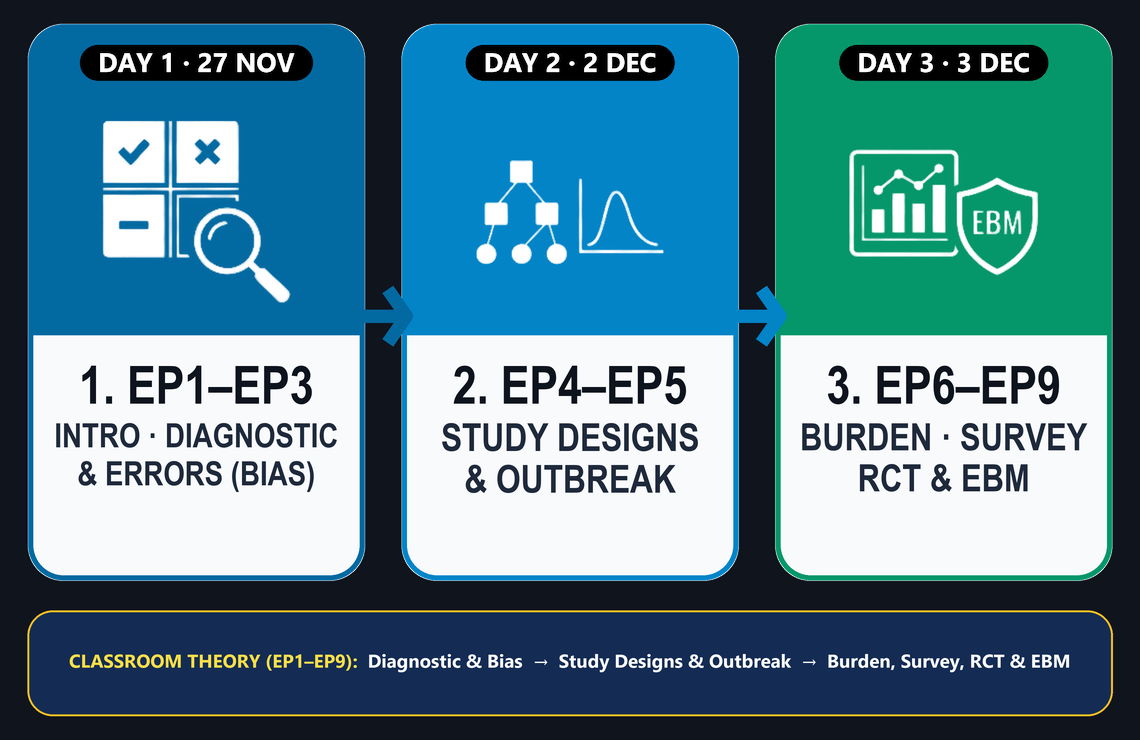 DAY 1 · 27 NOV
1. EP1–EP3
INTRO · DIAGNOSTIC
& ERRORS (BIAS)
DAY 2 · 2 DEC
2. EP4–EP5
STUDY DESIGNS
& OUTBREAK
DAY 3 · 3 DEC
EBM
3. EP6–EP9
BURDEN · SURVEY
RCT & EBM
CLASSROOM THEORY (EP1–EP9): Diagnostic & Bias → Study Designs & Outbreak → Burden, Survey, RCT & EBM